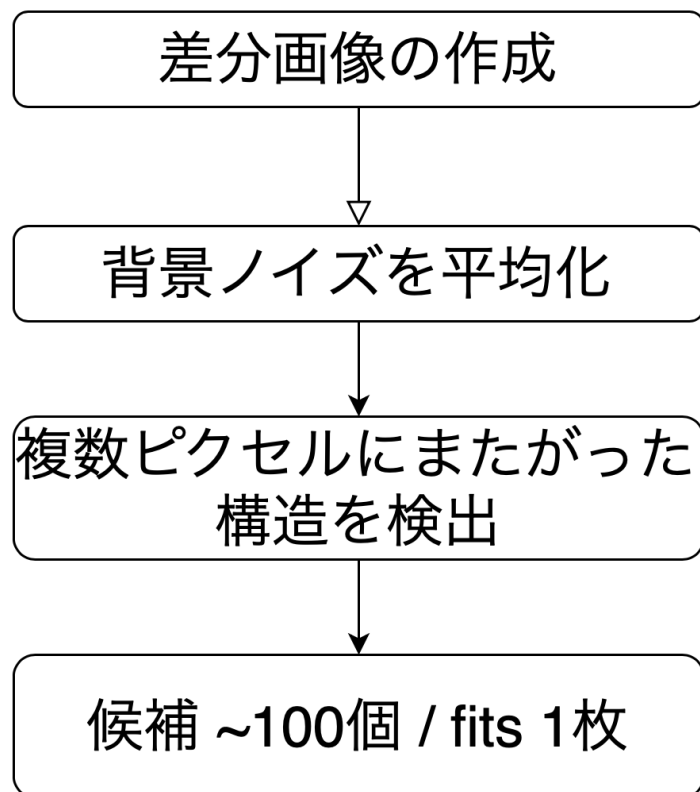 差分画像の作成
背景ノイズを平均化
複数ピクセルにまたがった
構造を検出
候補 ~100個 / fits 1枚